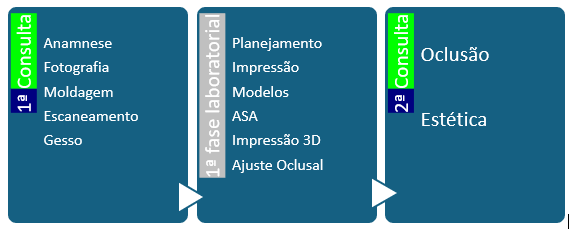 1ª Consulta
Anamnese
Fotografia
Moldagem
Escaneamento
Gesso
1ª fase laboratorial
Planejamento
Impressão
Modelos
ASA
Impressão 3D
Ajuste Oclusal
2ª Consulta
Oclusão
Estética